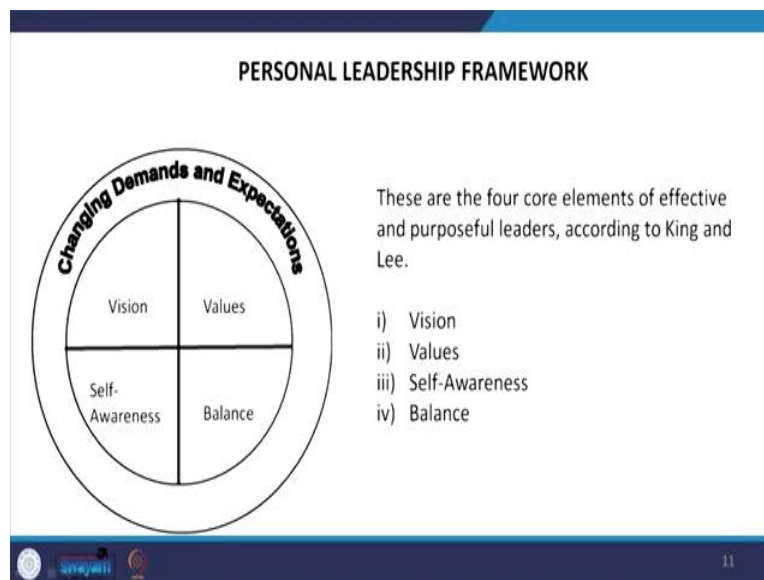 PERSONAL LEADERSHIP FRAMEWORK
Changing Demands and Expectations
Vision
Values
Self-
Awareness
Balance
These are the four core elements of effective
and purposeful leaders, according to King and
Lee.
i) Vision
ii) Values
iii) Self-Awareness
iv) Balance
swayam
11